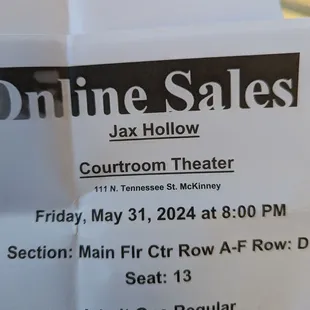 Online Sales
Jax Hollow
Courtroom Theater
111 N. Tennessee St. McKinney
Friday, May 31, 2024 at 8:00 PM
Section: Main Flr Ctr Row A-F Row: D
Seat: 13
Regular